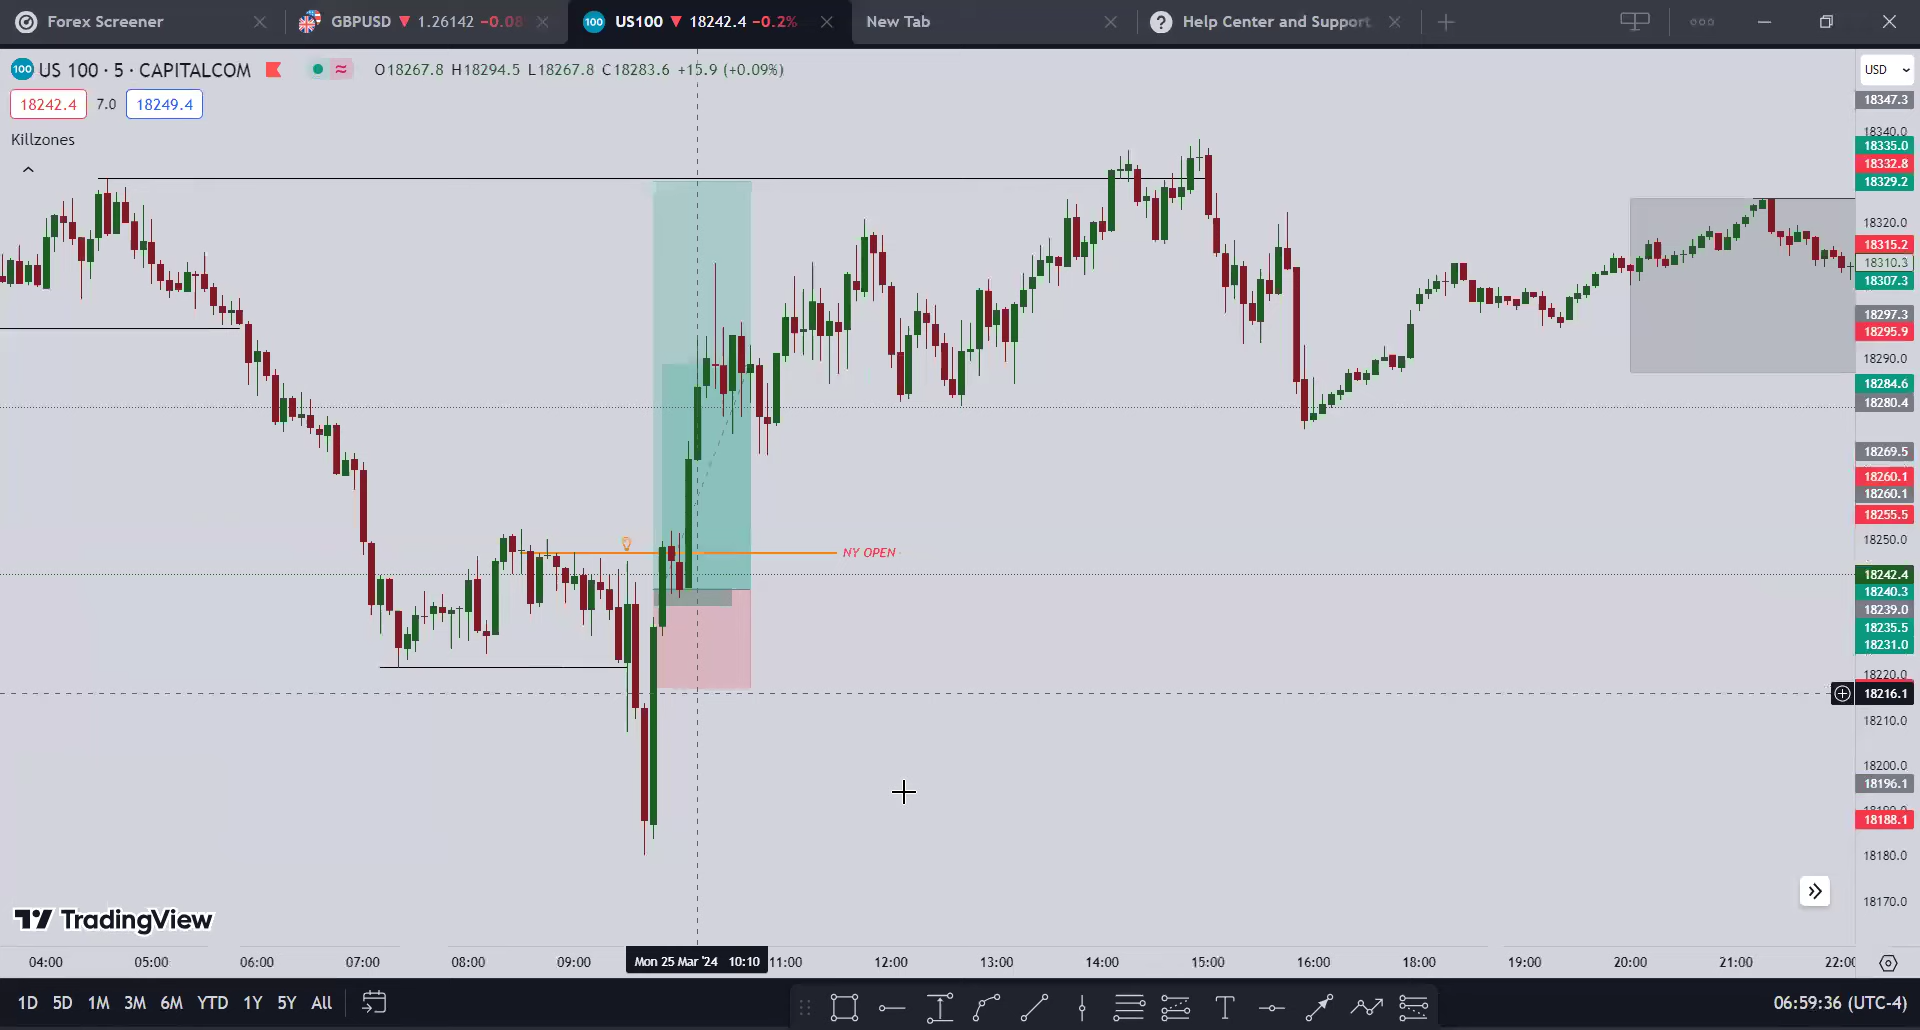 Forex Screener
GBPUSD ▼ 1.26142 −0.08
US100 ▼ 18242.4 −0.2%
New Tab
Help Center and Support
100 US 100 · 5 · CAPITALCOM
O18267.8 H18294.5 L18267.8 C18283.6 +15.9 (+0.09%)
USD
18242.4 7.0 18249.4
Killzones
18347.3
18340.0
18335.0
18332.8
18329.2
18320.0
18315.2
18310.3
18307.3
18297.3
18295.9
18290.0
18284.6
18280.4
18269.5
18260.1
18260.1
18255.5
18250.0
NY OPEN
18242.4
18240.3
18239.0
18235.5
18231.0
18220.0
18216.1
18210.0
18200.0
18196.1
18188.1
18180.0
18170.0
TradingView
04:00 05:00 06:00 07:00 08:00 09:00 Mon 25 Mar '24 10:10 11:00 12:00 13:00 14:00 15:00 16:00 18:00 19:00 20:00 21:00 22:00
1D 5D 1M 3M 6M YTD 1Y 5Y All
06:59:36 (UTC-4)